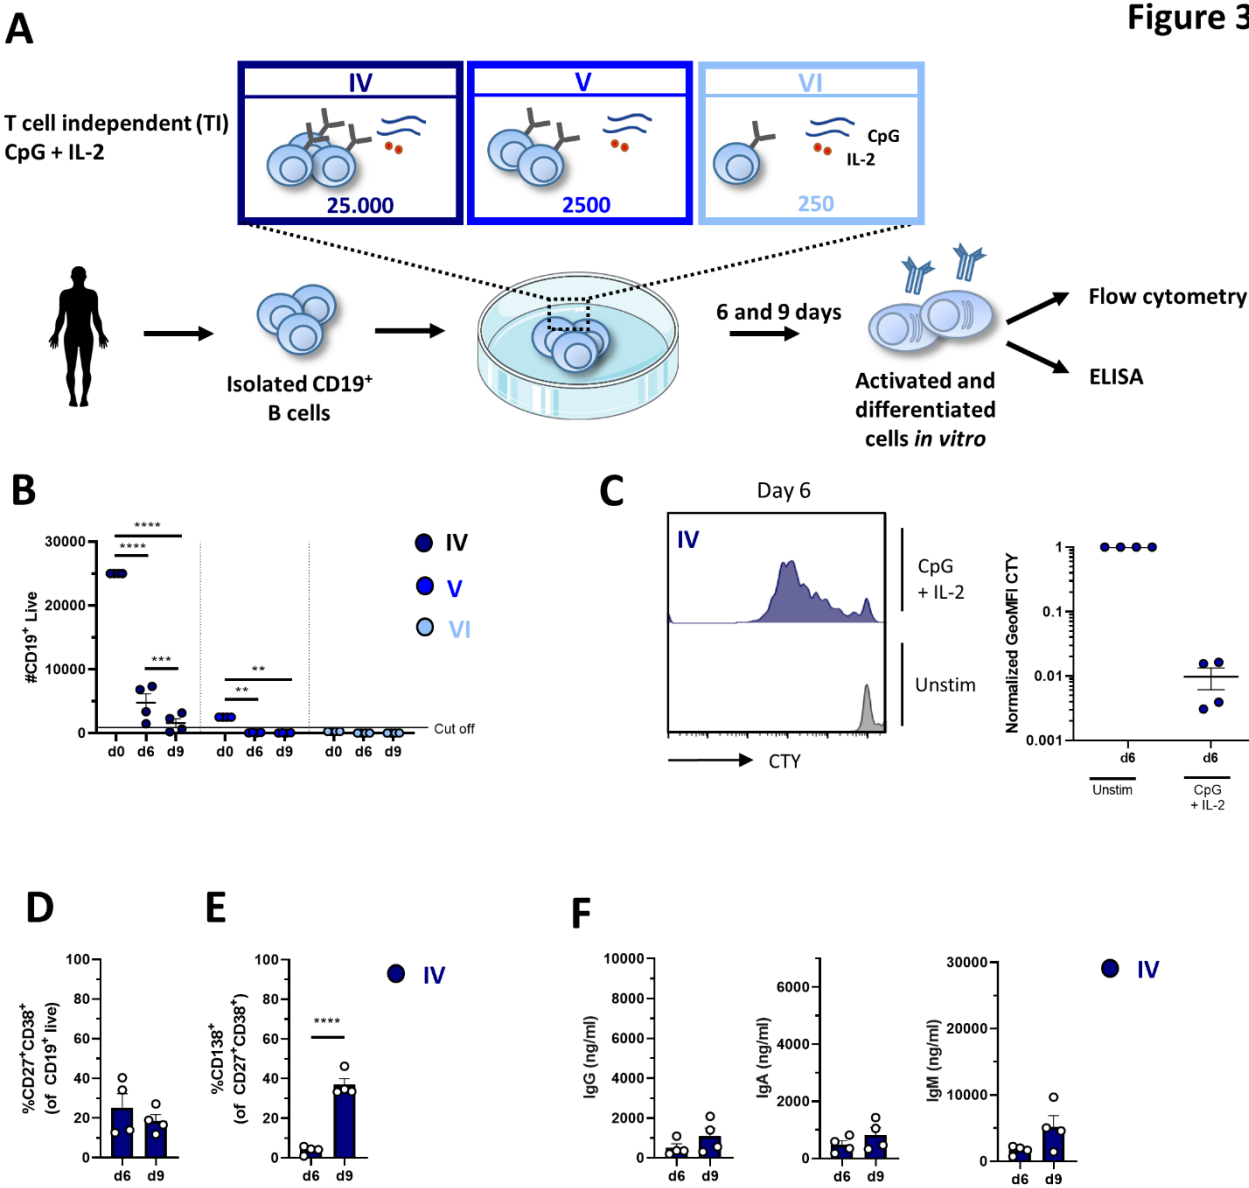 Figure 3
A
T cell independent (TI)
CpG + IL-2
IV
25.000
V
2500
VI
CpG
IL-2
250
Isolated CD19⁺
B cells
6 and 9 days
Activated and
differentiated
cells in vitro
Flow cytometry
ELISA
B
#CD19⁺ Live
30000
20000
10000
0
****
****
***
**
**
Cut off
d0 d6 d9 d0 d6 d9 d0 d6 d9
IV
V
VI
C
Day 6
IV
CpG
+ IL-2
Unstim
CTY
Normalized GeoMFI CTY
1
0.1
0.01
0.001
d6 d6
Unstim
CpG
+ IL-2
D
%CD27⁺CD38⁺
(of CD19⁺ live)
100
80
60
40
20
0
d6 d9
E
%CD138⁺
(of CD27⁺CD38⁺)
100
80
60
40
20
0
****
d6 d9
IV
F
IgG (ng/ml)
10000
8000
6000
4000
2000
0
d6 d9
IgA (ng/ml)
6000
4000
2000
0
d6 d9
IgM (ng/ml)
30000
20000
10000
0
d6 d9
IV